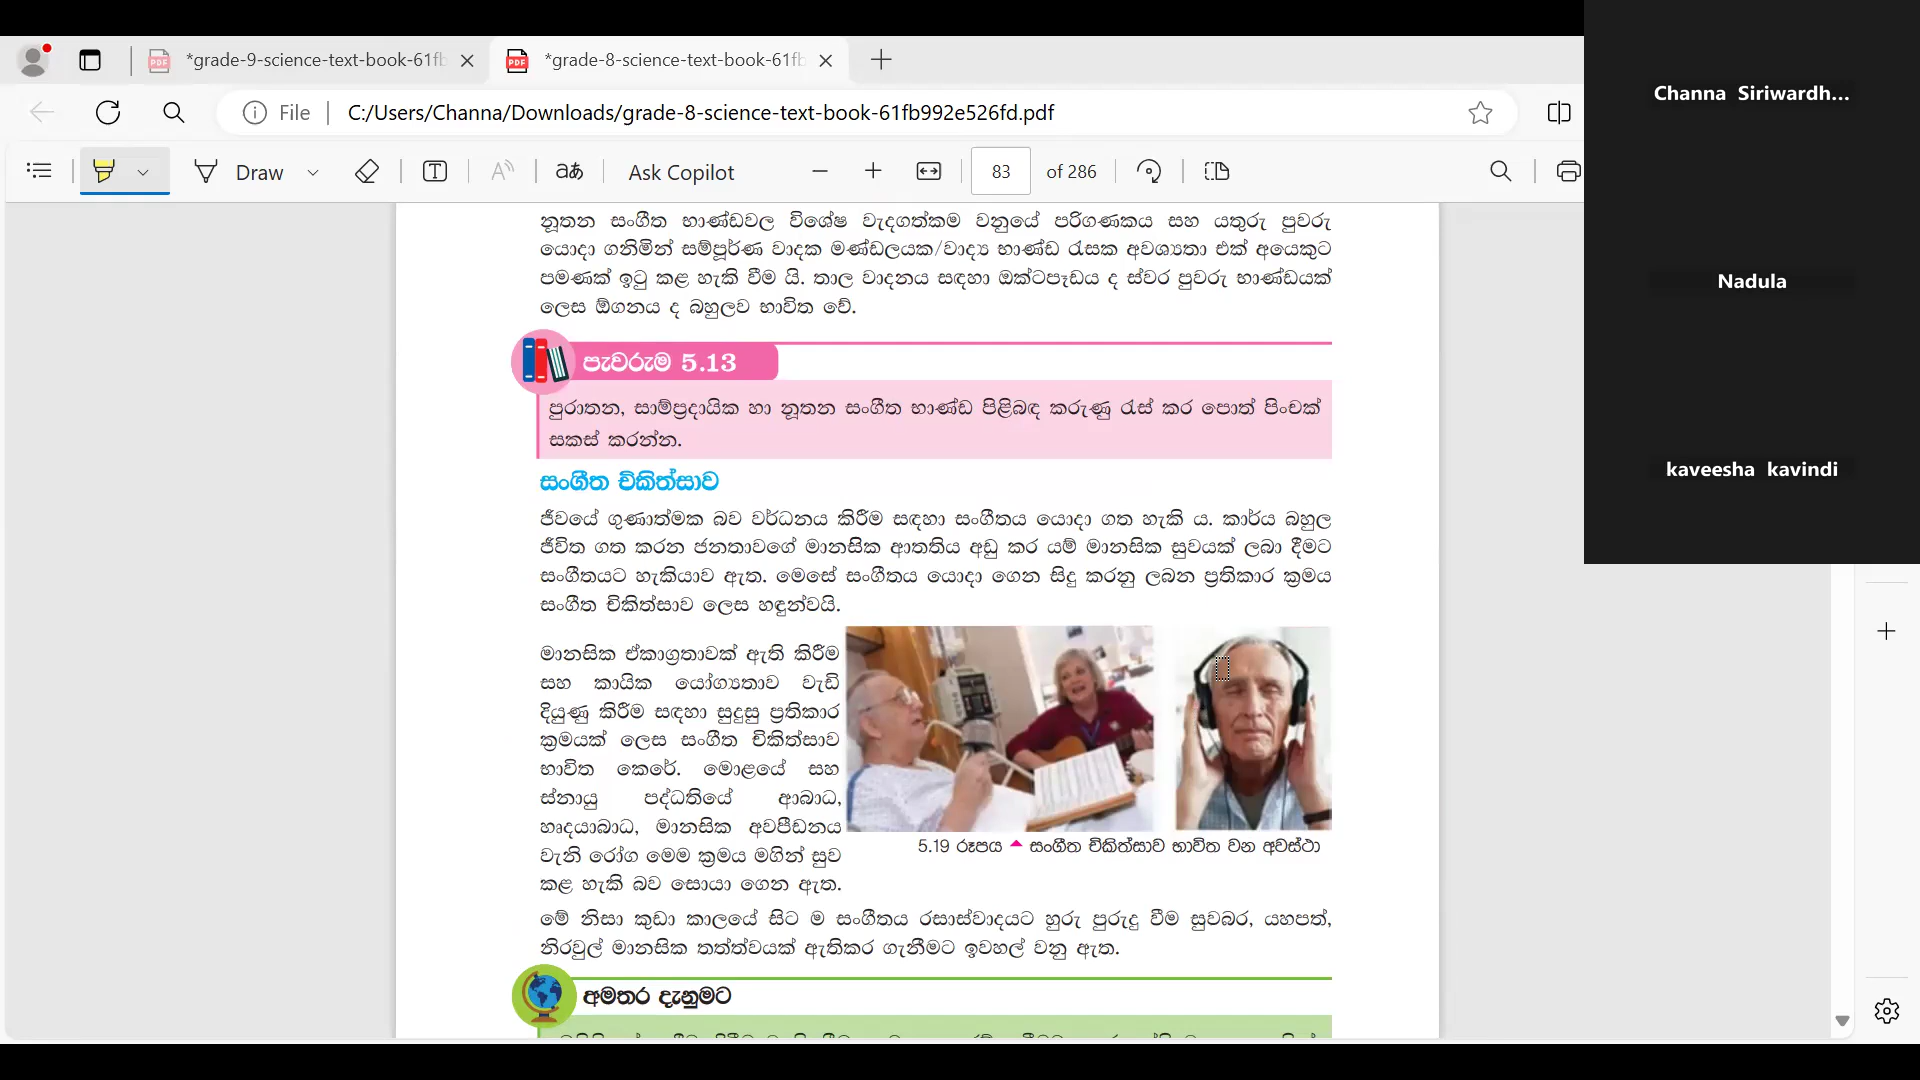 *grade-9-science-text-book-61fb
*grade-8-science-text-book-61fb
File
C:/Users/Channa/Downloads/grade-8-science-text-book-61fb992e526fd.pdf
Draw
Ask Copilot
83 of 286
Channa Siriwardh...
Nadula
kaveesha kavindi
නූතන සංගීත භාණ්ඩවල විශේෂ වැදගත්කම වනුයේ පරිගණකය සහ යතුරු පුවරු
යොදා ගනිමින් සම්පූර්ණ වාදක මණ්ඩලයක/වාද්‍ය භාණ්ඩ රැසක අවශ්‍යතා එක් අයෙකුට
පමණක් ඉටු කළ හැකි වීම යි. තාල වාදනය සඳහා ඔක්ටපෑඩය ද ස්වර පුවරු භාණ්ඩයක්
ලෙස ඕගනය ද බහුලව භාවිත වේ.
පැවරුම 5.13
පුරාතන, සාම්ප්‍රදායික හා නූතන සංගීත භාණ්ඩ පිළිබඳ කරුණු රැස් කර පොත් පිංචක්
සකස් කරන්න.
සංගීත චිකිත්සාව
ජීවයේ ගුණාත්මක බව වර්ධනය කිරීම සඳහා සංගීතය යොදා ගත හැකි ය. කාර්ය බහුල
ජීවිත ගත කරන ජනතාවගේ මානසික ආතතිය අඩු කර යම් මානසික සුවයක් ලබා දීමට
සංගීතයට හැකියාව ඇත. මෙසේ සංගීතය යොදා ගෙන සිදු කරනු ලබන ප්‍රතිකාර ක්‍රමය
සංගීත චිකිත්සාව ලෙස හඳුන්වයි.
මානසික ඒකාග්‍රතාවක් ඇති කිරීම
සහ කායික යෝග්‍යතාව වැඩි
දියුණු කිරීම සඳහා සුදුසු ප්‍රතිකාර
ක්‍රමයක් ලෙස සංගීත චිකිත්සාව
භාවිත කෙරේ. මොළයේ සහ
ස්නායු පද්ධතියේ ආබාධ,
හෘදයාබාධ, මානසික අවපීඩනය
වැනි රෝග මෙම ක්‍රමය මගින් සුව
කළ හැකි බව සොයා ගෙන ඇත.
5.19 රූපය ▲ සංගීත චිකිත්සාව භාවිත වන අවස්ථා
මේ නිසා කුඩා කාලයේ සිට ම සංගීතය රසාස්වාදයට හුරු පුරුදු වීම සුවබර, යහපත්,
නිරවුල් මානසික තත්ත්වයක් ඇතිකර ගැනීමට ඉවහල් වනු ඇත.
අමතර දැනුමට